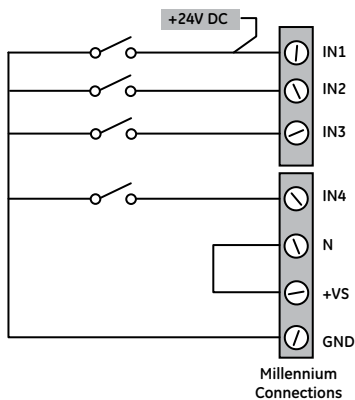 +24V DC
IN1
IN2
IN3
IN4
N
+VS
GND
Millennium
Connections